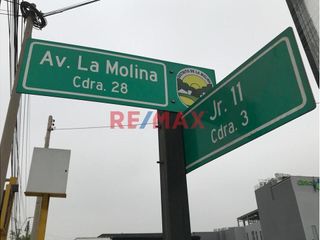 Av. La Molina
Cdra. 28
Jr. 11
Cdra. 3
RE/MAX